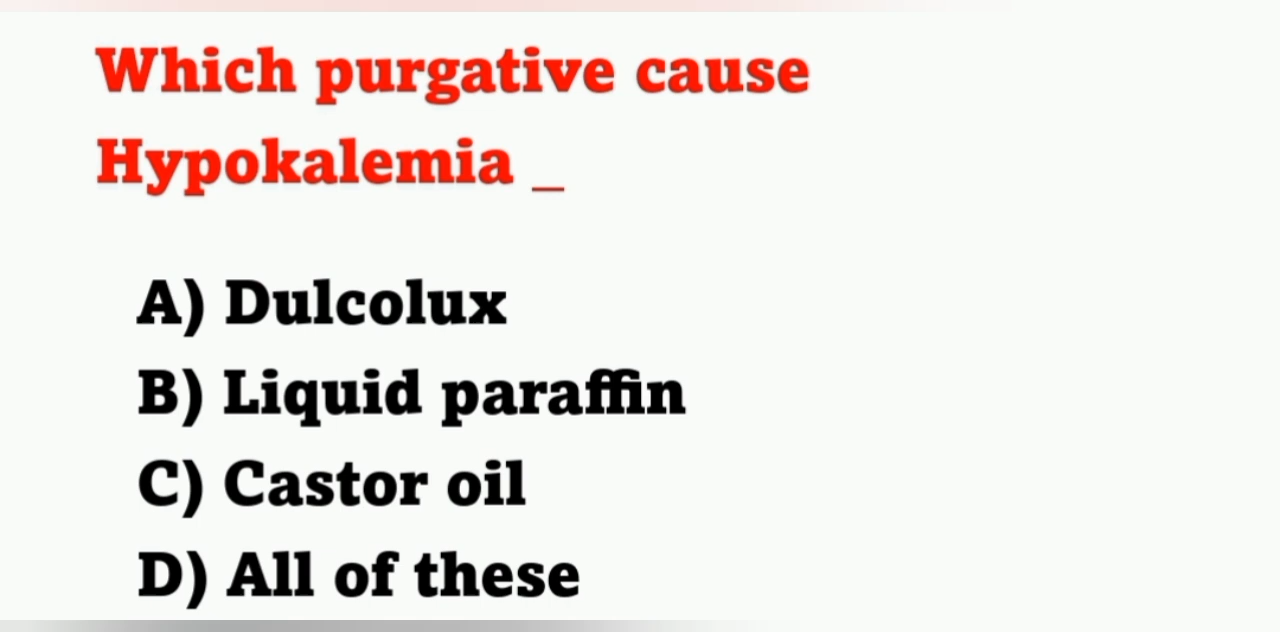 Which purgative cause
Hypokalemia _
A) Dulcolux
B) Liquid paraffin
C) Castor oil
D) All of these